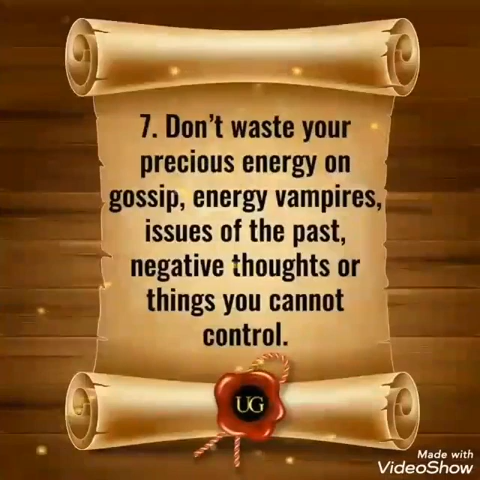 7. Don’t waste your
precious energy on
gossip, energy vampires,
issues of the past,
negative thoughts or
things you cannot
control.
UG
Made with
VideoShow